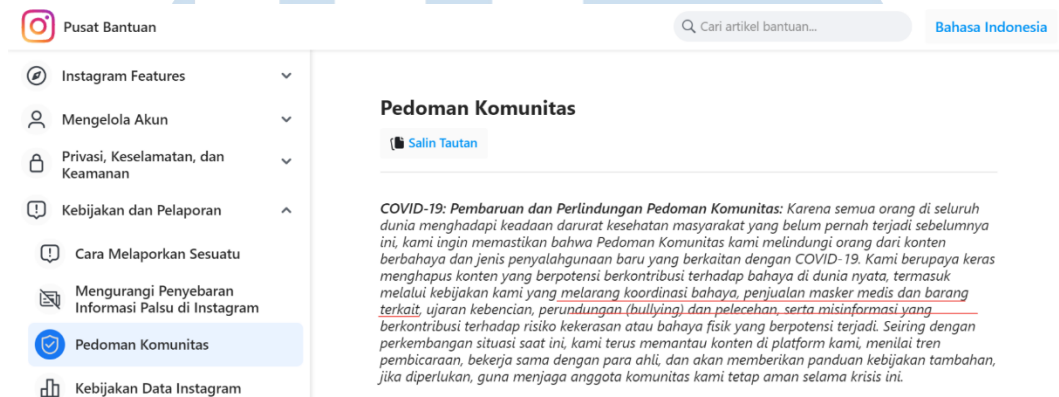 Pusat Bantuan
Cari artikel bantuan...
Bahasa Indonesia
Instagram Features
Mengelola Akun
Privasi, Keselamatan, dan
Keamanan
Kebijakan dan Pelaporan
Cara Melaporkan Sesuatu
Mengurangi Penyebaran
Informasi Palsu di Instagram
Pedoman Komunitas
Kebijakan Data Instagram
Pedoman Komunitas
Salin Tautan
COVID-19: Pembaruan dan Perlindungan Pedoman Komunitas: Karena semua orang di seluruh
dunia menghadapi keadaan darurat kesehatan masyarakat yang belum pernah terjadi sebelumnya
ini, kami ingin memastikan bahwa Pedoman Komunitas kami melindungi orang dari konten
berbahaya dan jenis penyalahgunaan baru yang berkaitan dengan COVID-19. Kami berupaya keras
menghapus konten yang berpotensi berkontribusi terhadap bahaya di dunia nyata, termasuk
melalui kebijakan kami yang melarang koordinasi bahaya, penjualan masker medis dan barang
terkait, ujaran kebencian, perundungan (bullying) dan pelecehan, serta misinformasi yang
berkontribusi terhadap risiko kekerasan atau bahaya fisik yang berpotensi terjadi. Seiring dengan
perkembangan situasi saat ini, kami terus memantau konten di platform kami, menilai tren
pembicaraan, bekerja sama dengan para ahli, dan akan memberikan panduan kebijakan tambahan,
jika diperlukan, guna menjaga anggota komunitas kami tetap aman selama krisis ini.